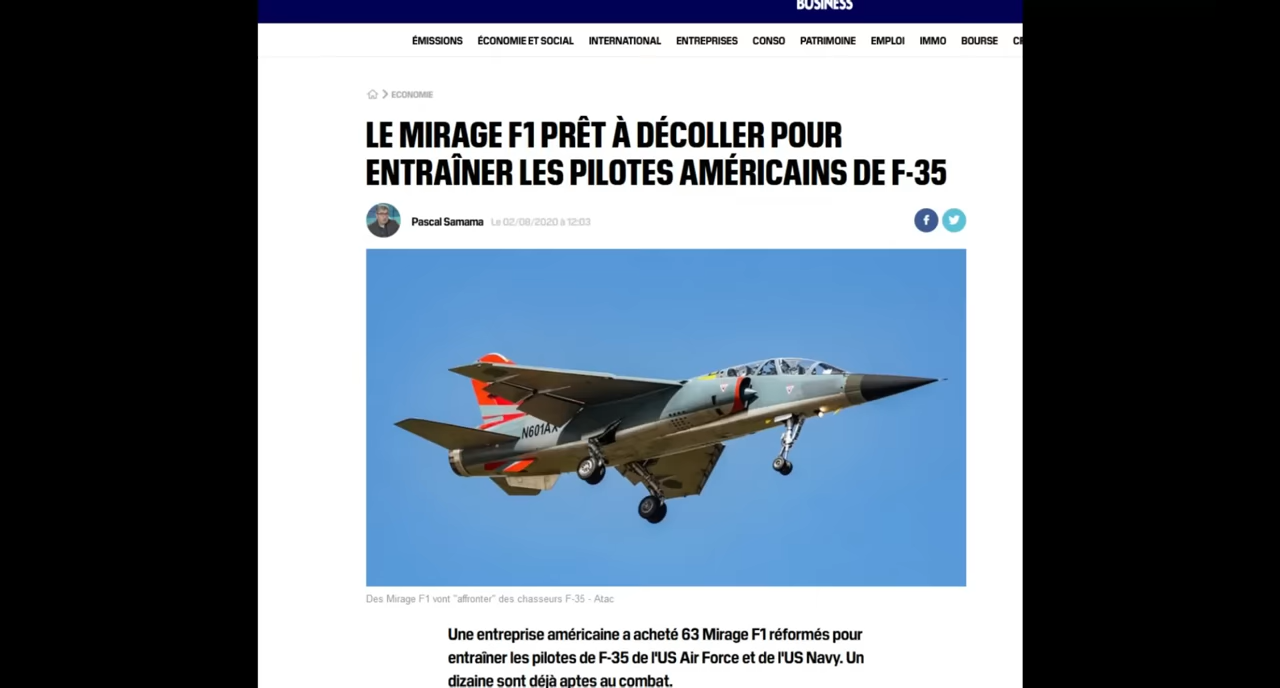 BUSINESS
ÉMISSIONS ÉCONOMIE ET SOCIAL INTERNATIONAL ENTREPRISES CONSO PATRIMOINE EMPLOI IMMO BOURSE
ECONOMIE
LE MIRAGE F1 PRÊT À DÉCOLLER POUR
ENTRAÎNER LES PILOTES AMÉRICAINS DE F-35
Pascal Samama Le 02/08/2020 à 12:03
N601AX
Des Mirage F1 vont "affronter" des chasseurs F-35 - Atac
Une entreprise américaine a acheté 63 Mirage F1 réformés pour
entraîner les pilotes de F-35 de l'US Air Force et de l'US Navy. Un
dizaine sont déjà aptes au combat.